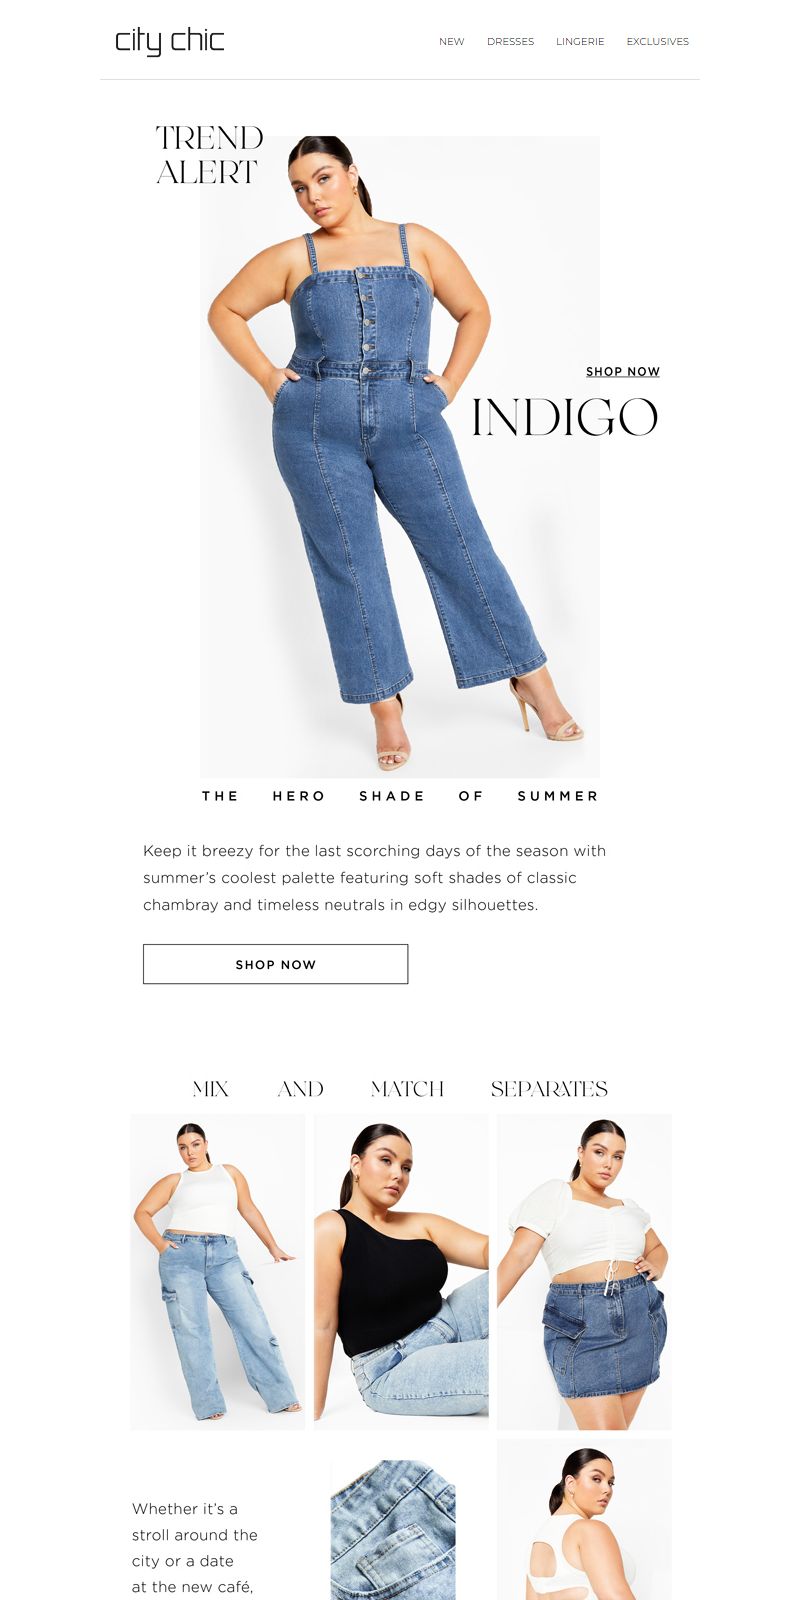 city chic
NEW DRESSES LINGERIE EXCLUSIVES
TREND
ALERT
SHOP NOW
INDIGO
THE HERO SHADE OF SUMMER
Keep it breezy for the last scorching days of the season with
summer’s coolest palette featuring soft shades of classic
chambray and timeless neutrals in edgy silhouettes.
SHOP NOW
MIX AND MATCH SEPARATES
Whether it’s a
stroll around the
city or a date
at the new café,